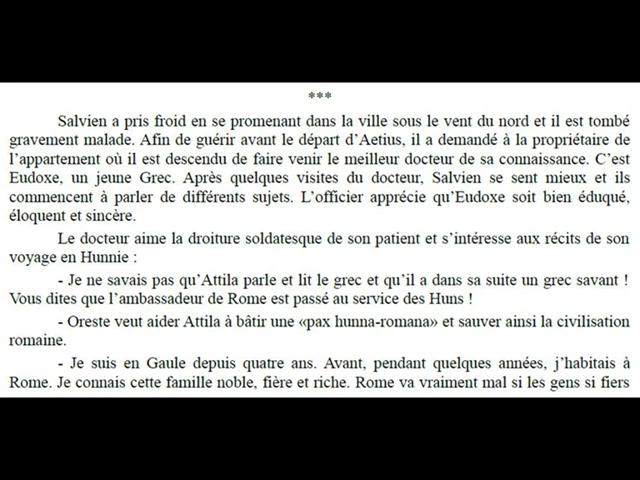 ***
Salvien a pris froid en se promenant dans la ville sous le vent du nord et il est tombé
gravement malade. Afin de guérir avant le départ d’Aetius, il a demandé à la propriétaire de
l’appartement où il est descendu de faire venir le meilleur docteur de sa connaissance. C’est
Eudoxe, un jeune Grec. Après quelques visites du docteur, Salvien se sent mieux et ils
commencent à parler de différents sujets. L’officier apprécie qu’Eudoxe soit bien éduqué,
éloquent et sincère.
Le docteur aime la droiture soldatesque de son patient et s’intéresse aux récits de son
voyage en Hunnie :
- Je ne savais pas qu’Attila parle et lit le grec et qu’il a dans sa suite un grec savant !
Vous dites que l’ambassadeur de Rome est passé au service des Huns !
- Oreste veut aider Attila à bâtir une «pax hunna-romana» et sauver ainsi la civilisation
romaine.
- Je suis en Gaule depuis quatre ans. Avant, pendant quelques années, j’habitais à
Rome. Je connais cette famille noble, fière et riche. Rome va vraiment mal si les gens si fiers